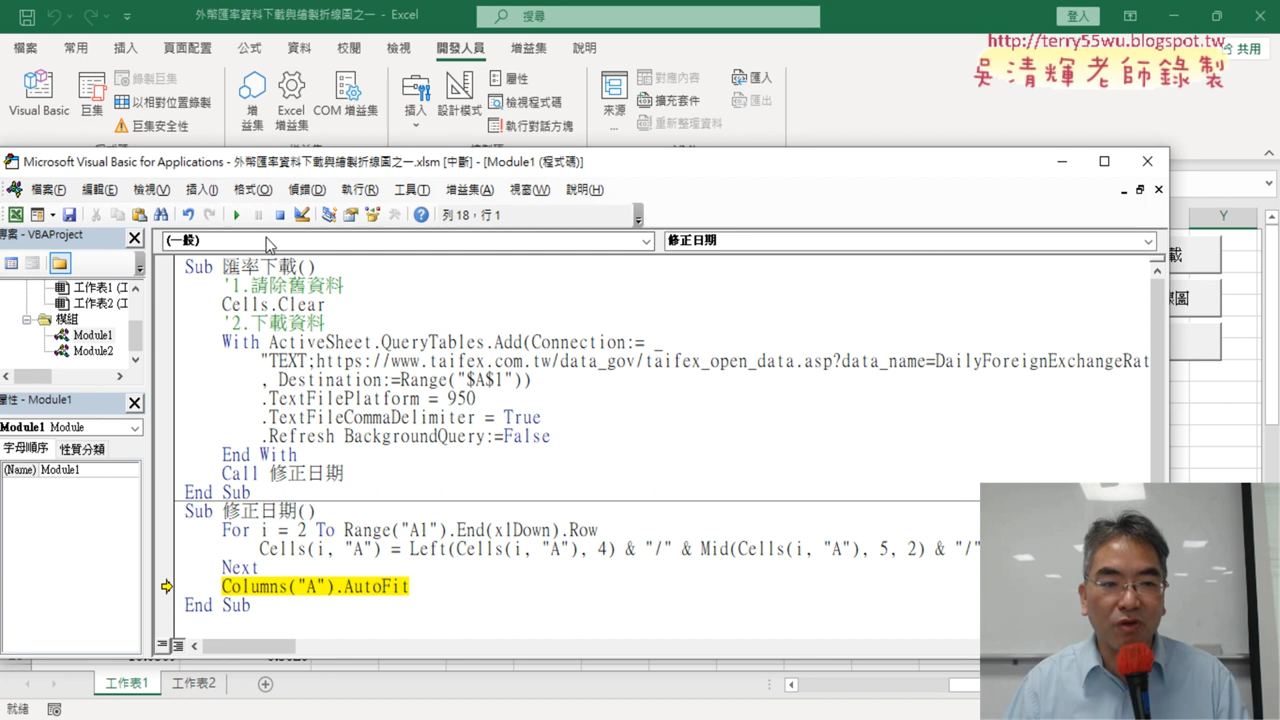 外幣匯率資料下載與繪製折線圖之一 - Excel
搜尋
登入
檔案 常用 插入 頁面配置 公式 資料 校閱 檢視 開發人員 增益集 說明
http://terry55wu.blogspot.tw
共用
吳清輝老師錄製
Visual Basic
巨集
錄製巨集
以相對位置錄製
巨集安全性
增益集
Excel 增益集
COM 增益集
插入
設計模式
屬性
檢視程式碼
執行對話方塊
來源
對應內容
擴充套件
重新整理資料
匯入
匯出
Microsoft Visual Basic for Applications - 外幣匯率資料下載與繪製折線圖之一.xlsm [中斷] - [Module1 (程式碼)]
檔案(F) 編輯(E) 檢視(V) 插入(I) 格式(O) 偵錯(D) 執行(R) 工具(T) 增益集(A) 視窗(W) 說明(H)
列 18，行 1
專案 - VBAProject
(一般)
修正日期
Y
載
圖
工作表1 (工
工作表2 (工
模組
Module1
Module2
屬性 - Module1
Module1 Module
字母順序 性質分類
(Name) Module1
Sub 匯率下載()
'1.請除舊資料
Cells.Clear
'2.下載資料
With ActiveSheet.QueryTables.Add(Connection:= _
"TEXT;https://www.taifex.com.tw/data_gov/taifex_open_data.asp?data_name=DailyForeignExchangeRat
, Destination:=Range("$A$1"))
.TextFilePlatform = 950
.TextFileCommaDelimiter = True
.Refresh BackgroundQuery:=False
End With
Call 修正日期
End Sub
Sub 修正日期()
For i = 2 To Range("A1").End(xlDown).Row
Cells(i, "A") = Left(Cells(i, "A"), 4) & "/" & Mid(Cells(i, "A"), 5, 2) & "/"
Next
Columns("A").AutoFit
End Sub
工作表1 工作表2
就緒